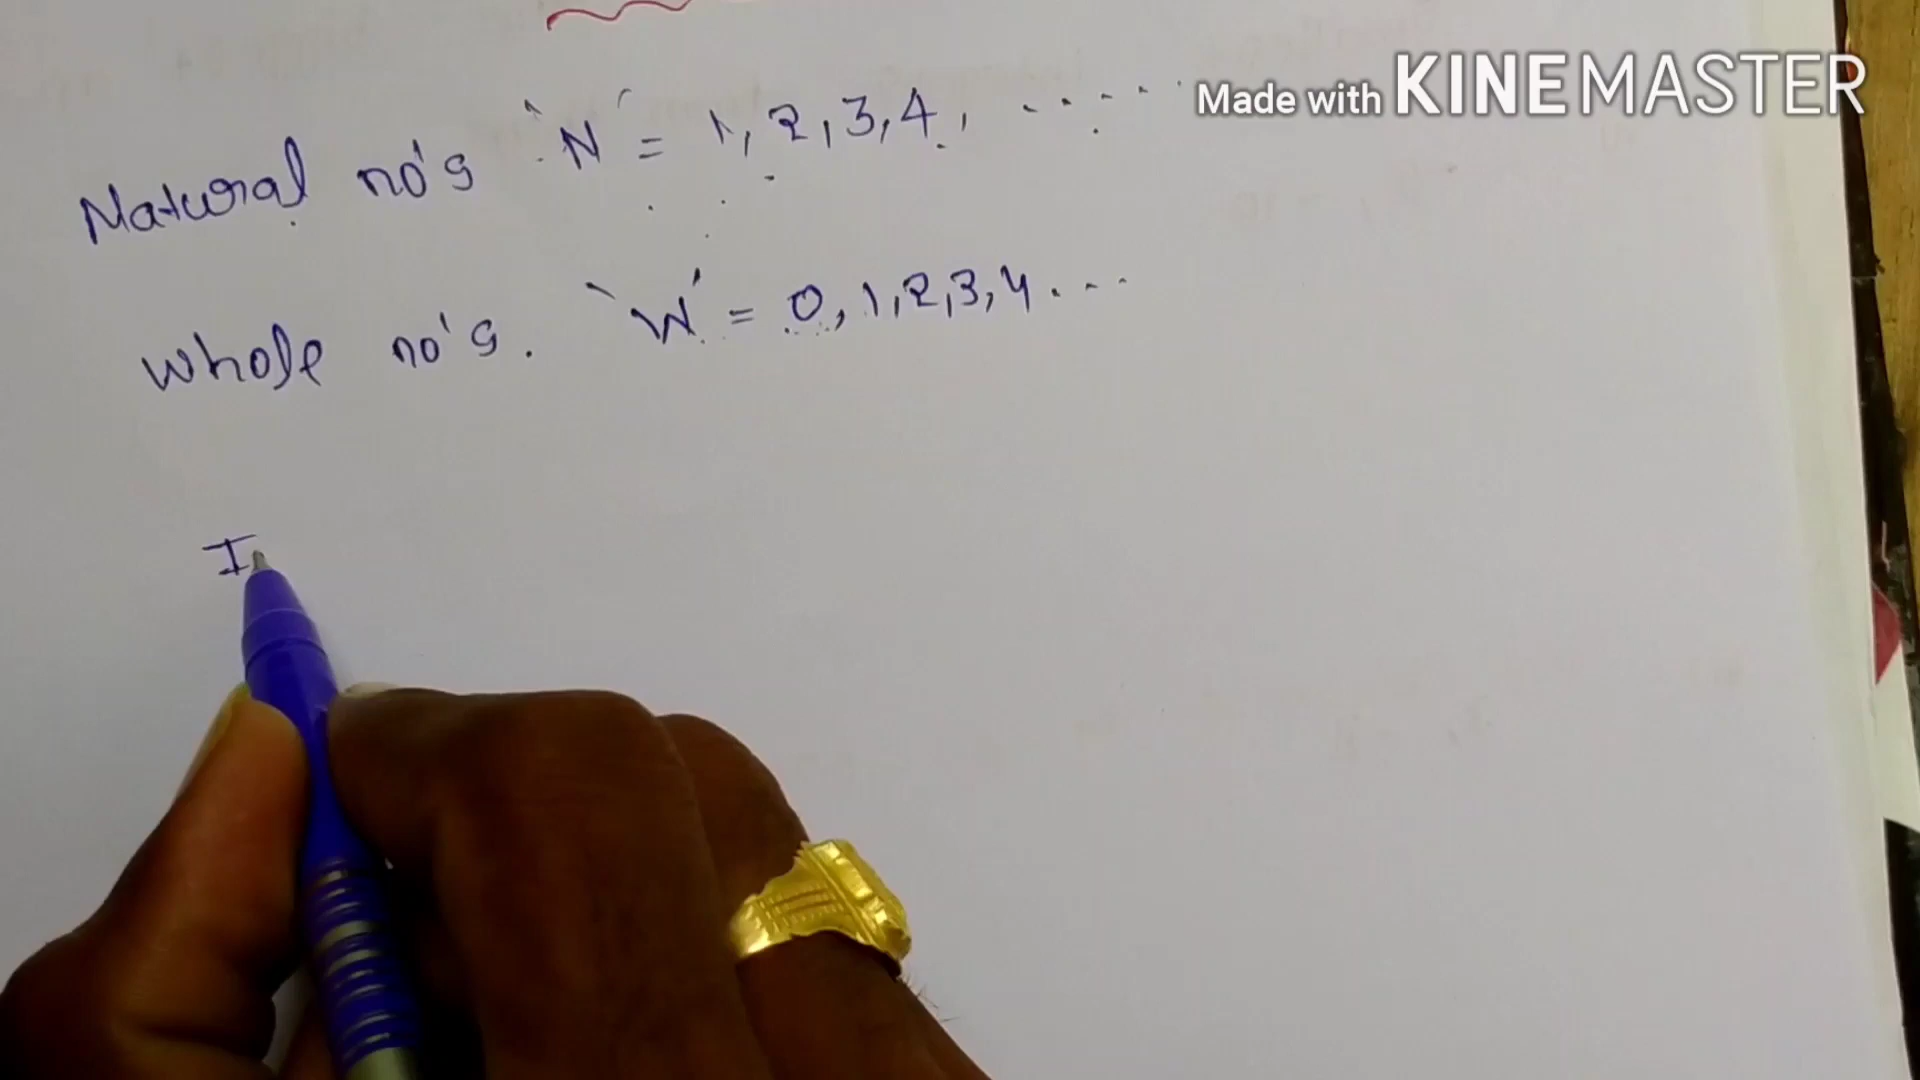 Made with KINEMASTER
Natural no's 'N' = 1, 2, 3, 4, .....
Whole no's. 'W' = 0, 1, 2, 3, 4 ...
I